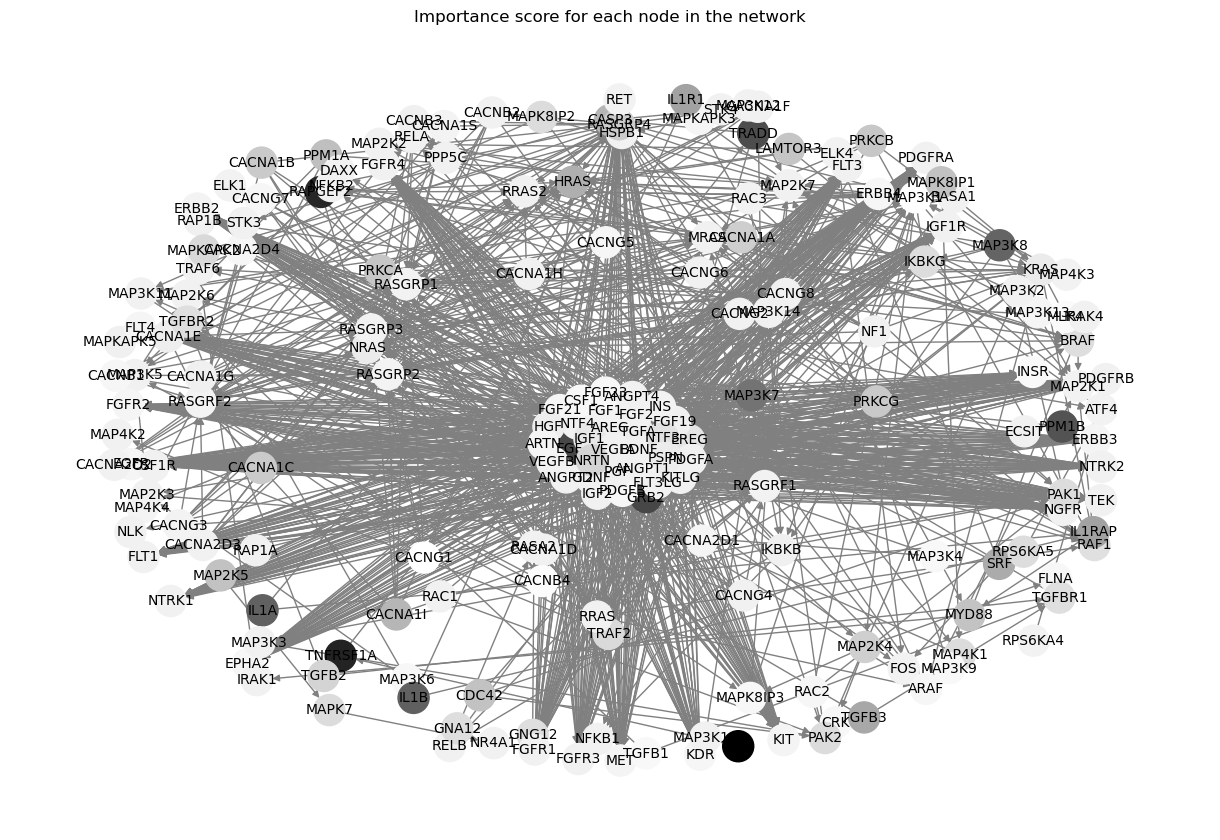 Importance score for each node in the network
RET
IL1R1
MAP3K12
CACNA1F
STK4
CACNB2
MAPK8IP2
CASP3
MAPKAPK3
CACNB3
CACNA1S
RASGRP4
HSPB1
TRADD
RELA
MAP2K2
LAMTOR3
PRKCB
ELK4
PPM1A
PPP5C
PDGFRA
CACNA1B
FGFR4
FLT3
DAXX
HRAS
MAP2K7
MAPK8IP1
ELK1
NFKB2
RAPGEF2
RRAS2
ERBB4
RASA1
CACNG7
RAC3
ERBB2
RAP1B
STK3
IGF1R
CACNG5
MRAS
CACNA1A
MAP3K8
MAPKAPK2
CACNA2D4
IKBKG
TRAF6
PRKCA
CACNA1H
CACNG6
KRAS
MAP4K3
RASGRP1
MAP3K11
MAP2K6
CACNG8
MAP3K2
CACNG2
MAP3K14
MAP3K13
IRAK4
TGFBR2
FLT4
RASGRP3
NF1
MAPKAPK5
CACNA1E
NRAS
BRAF
CACNB1
MAP3K5
CACNA1G
RASGRP2
INSR
PDGFRB
MAP2K1
FGF23
ANGPT4
MAP3K7
FGFR2
RASGRF2
CSF1
INS
PRKCG
ATF4
FGF21
FGF1
FGF2
FGF19
NTF4
HGF
AREG
TGFA
MAP4K2
IGF1
NTF3
EREG
ECSIT
PPM1B
ERBB3
ARTN
EGF
VEGFA
BDNF
EGFR
CSF1R
CACNA2D2
CACNA1C
VEGFB
NRTN
PSPN
PDGFA
NTRK2
ANGPT2
GDNF
PGF
ANGPT1
KITLG
FLT3LG
RASGRF1
MAP2K3
IGF2
PDGFB
GRB2
PAK1
TEK
MAP4K4
NGFR
NLK
CACNG3
IL1RAP
CACNA2D3
RAP1A
RASA2
CACNA1D
CACNA2D1
IKBKB
RAF1
FLT1
CACNG1
MAP3K4
RPS6KA5
SRF
MAP2K5
CACNB4
FLNA
NTRK1
RAC1
CACNG4
TGFBR1
IL1A
CACNA1I
RRAS
MYD88
TRAF2
MAP3K3
RPS6KA4
TNFRSF1A
MAP2K4
MAP4K1
EPHA2
TGFB2
FOS
MAP3K9
IRAK1
MAP3K6
ARAF
IL1B
CDC42
MAPK8IP3
RAC2
MAPK7
TGFB3
CRK
GNA12
GNG12
NFKB1
MAP3K1
KIT
PAK2
RELB
NR4A1
FGFR1
FGFR3
MET
TGFB1
KDR